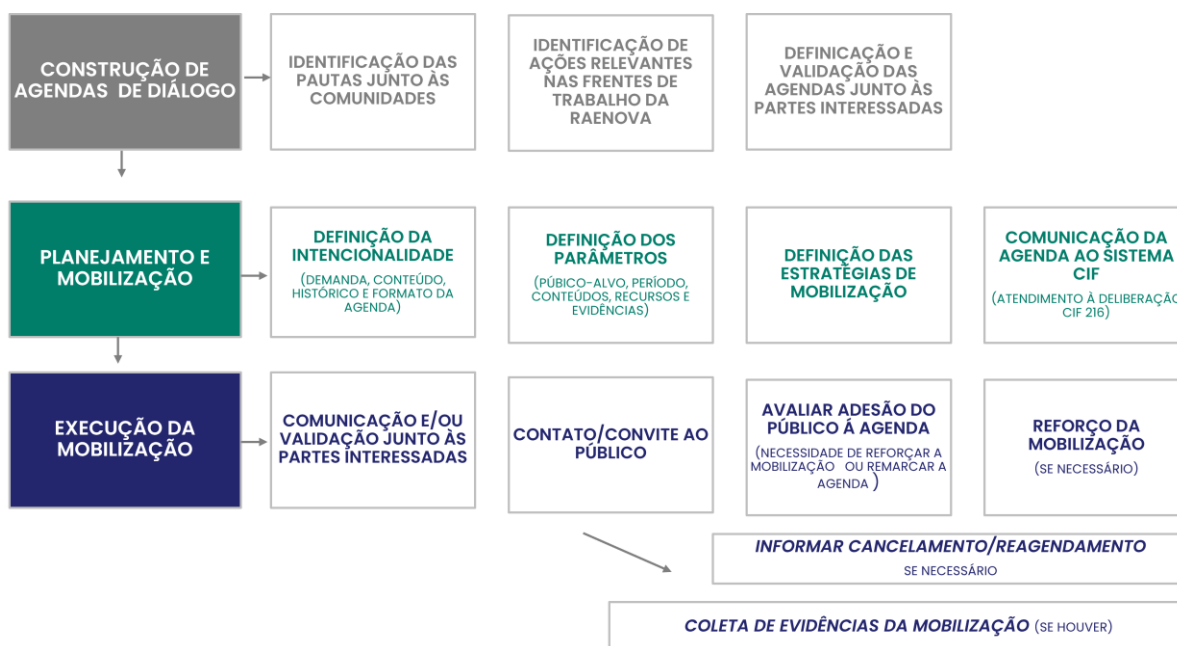 CONSTRUÇÃO DE
AGENDAS DE DIÁLOGO
IDENTIFICAÇÃO DAS
PAUTAS JUNTO ÀS
COMUNIDADES
IDENTIFICAÇÃO DE
AÇÕES RELEVANTES
NAS FRENTES DE
TRABALHO DA
RAENOVA
DEFINICAÇÃO E
VALIDAÇÃO DAS
AGENDAS JUNTO ÀS
PARTES INTERESSADAS
PLANEJAMENTO E
MOBILIZAÇÃO
DEFINIÇÃO DA
INTENCIONALIDADE
(DEMANDA, CONTEÚDO,
HISTÓRICO E FORMATO DA
AGENDA)
DEFINIÇÃO DOS
PARÂMETROS
(PÚBICO-ALVO, PERÍODO,
CONTEÚDOS, RECURSOS E
EVIDÊNCIAS)
DEFINIÇÃO DAS
ESTRATÉGIAS DE
MOBILIZAÇÃO
COMUNICAÇÃO DA
AGENDA AO SISTEMA
CIF
(ATENDIMENTO À DELIBERAÇÃO
CIF 216)
EXECUÇÃO DA
MOBILIZAÇÃO
COMUNICAÇÃO E/OU
VALIDAÇÃO JUNTO ÀS
PARTES INTERESSADAS
CONTATO/CONVITE AO
PÚBLICO
AVALIAR ADESÃO DO
PÚBLICO Á AGENDA
(NECESSIDADE DE REFORÇAR A
MOBILIZAÇÃO OU REMARCAR A
AGENDA )
REFORÇO DA
MOBILIZAÇÃO
(SE NECESSÁRIO)
INFORMAR CANCELAMENTO/REAGENDAMENTO
SE NECESSÁRIO
COLETA DE EVIDÊNCIAS DA MOBILIZAÇÃO (SE HOUVER)